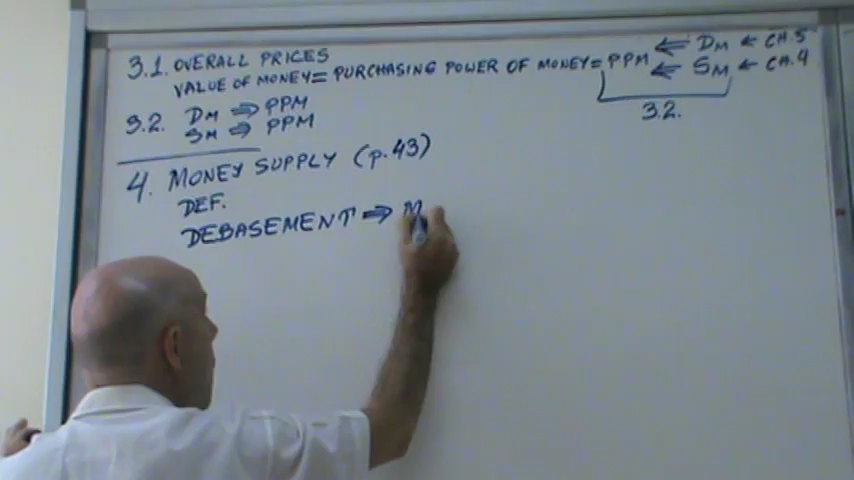 3.1. OVERALL PRICES
VALUE OF MONEY = PURCHASING POWER OF MONEY = PPM ⇐ DM ← CH.5
⇐ SM ← CH.4
3.2.
3.2. DM ⇒ PPM
SM ⇒ PPM
4. MONEY SUPPLY (p.43)
DEF.
DEBASEMENT ⇒ M